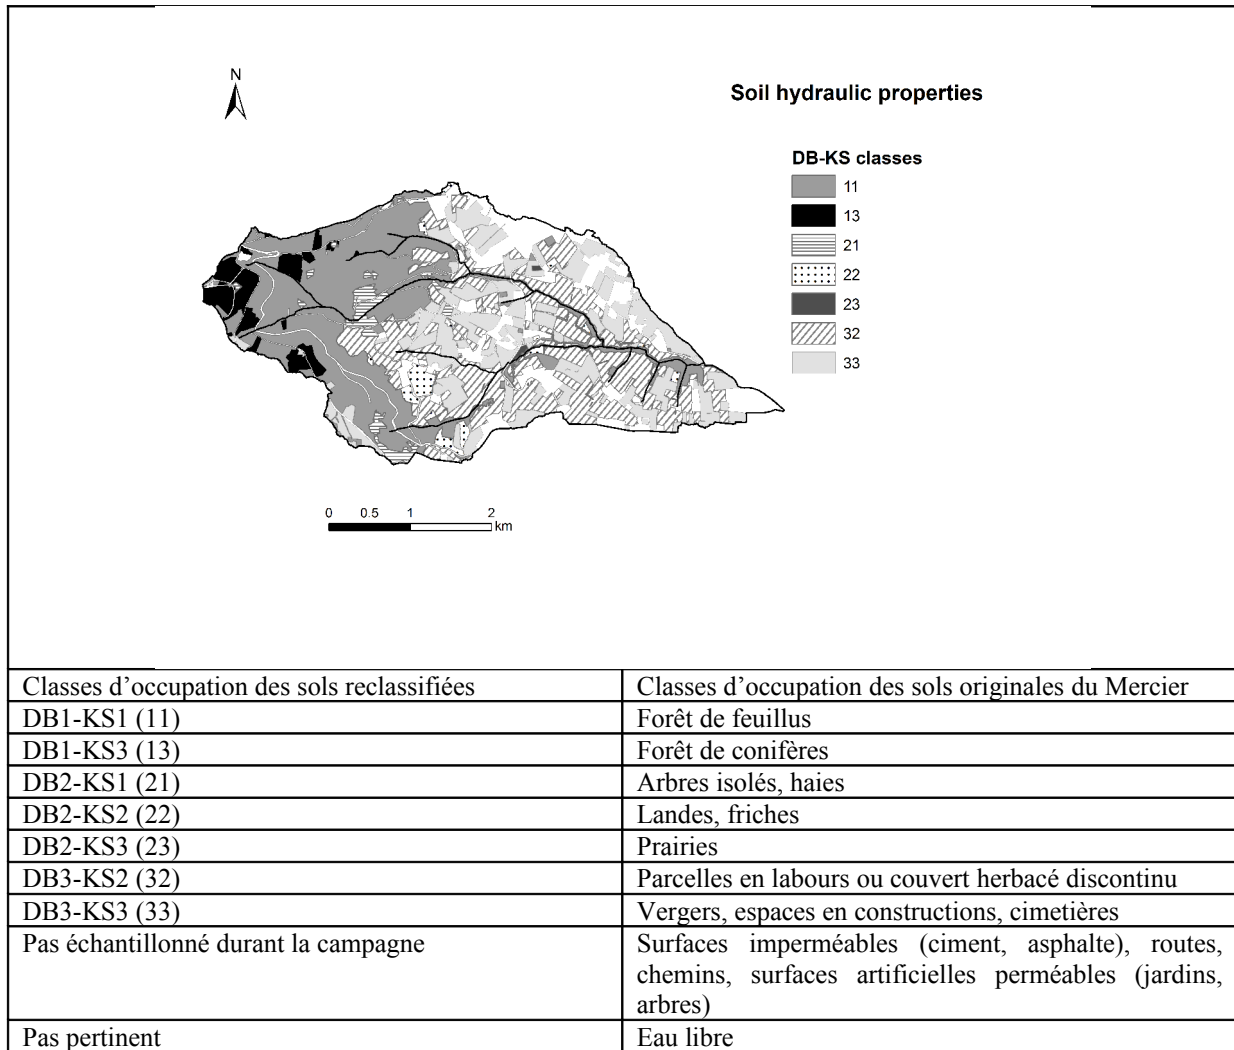 N
Soil hydraulic properties
DB-KS classes
11
13
21
22
23
32
33
0 0.5 1 2
km
Classes d’occupation des sols reclassifiées Classes d’occupation des sols originales du Mercier
DB1-KS1 (11) Forêt de feuillus
DB1-KS3 (13) Forêt de conifères
DB2-KS1 (21) Arbres isolés, haies
DB2-KS2 (22) Landes, friches
DB2-KS3 (23) Prairies
DB3-KS2 (32) Parcelles en labours ou couvert herbacé discontinu
DB3-KS3 (33) Vergers, espaces en constructions, cimetières
Pas échantillonné durant la campagne Surfaces imperméables (ciment, asphalte), routes,
chemins, surfaces artificielles perméables (jardins,
arbres)
Pas pertinent Eau libre